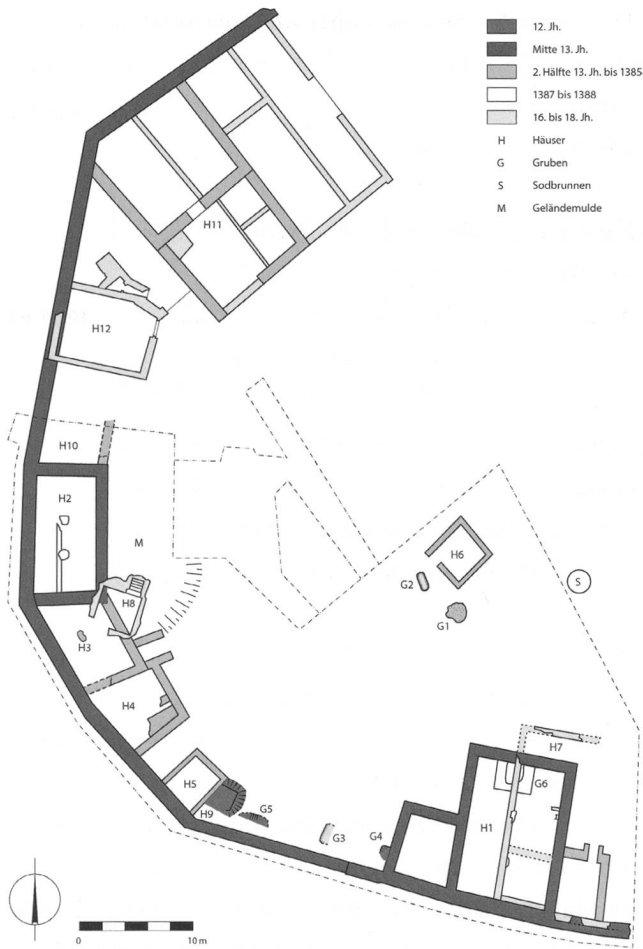 12. Jh.
Mitte 13. Jh.
2. Hälfte 13. Jh. bis 1385
1387 bis 1388
16. bis 18. Jh.
H Häuser
G Gruben
S Sodbrunnen
M Geländemulde
H11
H12
H10
H2
M
H6
G2
S
H8
G1
H3
H4
H7
H5
G6
H9
G5
G3
G4
H1
0 10 m